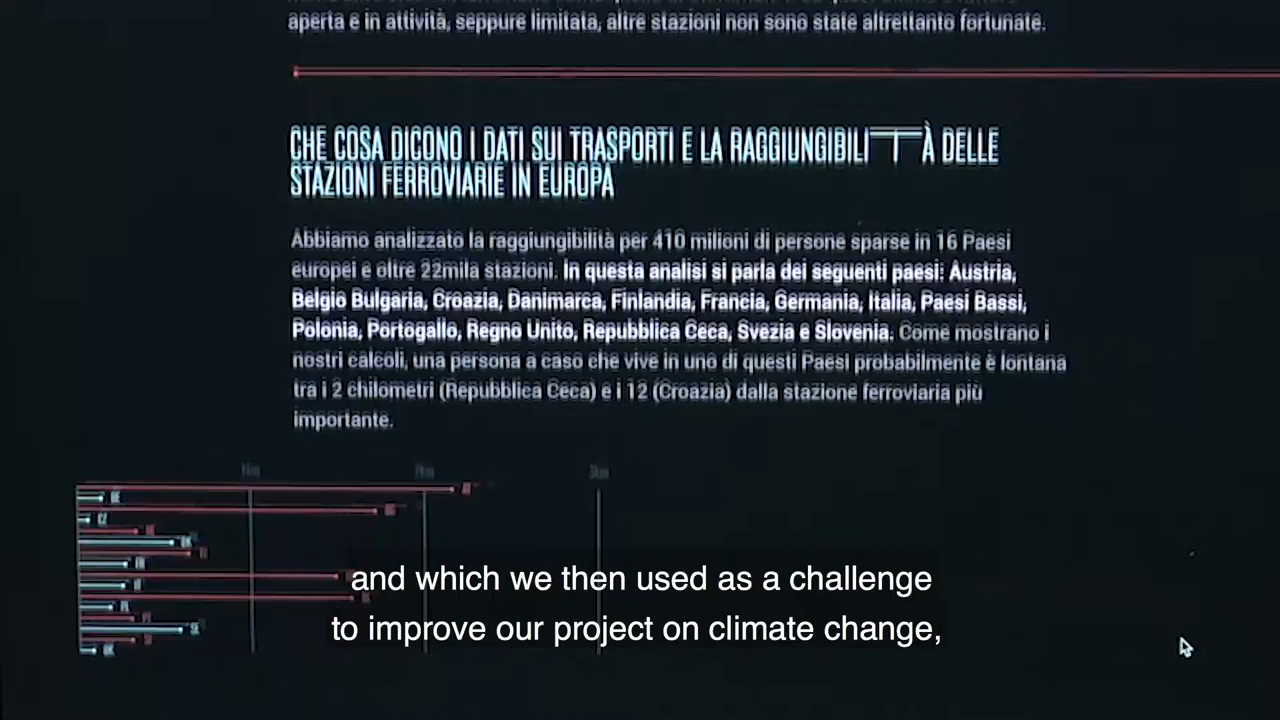 aperta e in attività, seppure limitata, altre stazioni non sono state altrettanto fortunate.
CHE COSA DICONO I DATI SUI TRASPORTI E LA RAGGIUNGIBILITÀ DELLE
STAZIONI FERROVIARIE IN EUROPA
Abbiamo analizzato la raggiungibilità per 410 milioni di persone sparse in 16 Paesi
europei e oltre 22mila stazioni. In questa analisi si parla dei seguenti paesi: Austria,
Belgio Bulgaria, Croazia, Danimarca, Finlandia, Francia, Germania, Italia, Paesi Bassi,
Polonia, Portogallo, Regno Unito, Repubblica Ceca, Svezia e Slovenia. Come mostrano i
nostri calcoli, una persona a caso che vive in uno di questi Paesi probabilmente è lontana
tra i 2 chilometri (Repubblica Ceca) e i 12 (Croazia) dalla stazione ferroviaria più
importante.
and which we then used as a challenge
to improve our project on climate change,